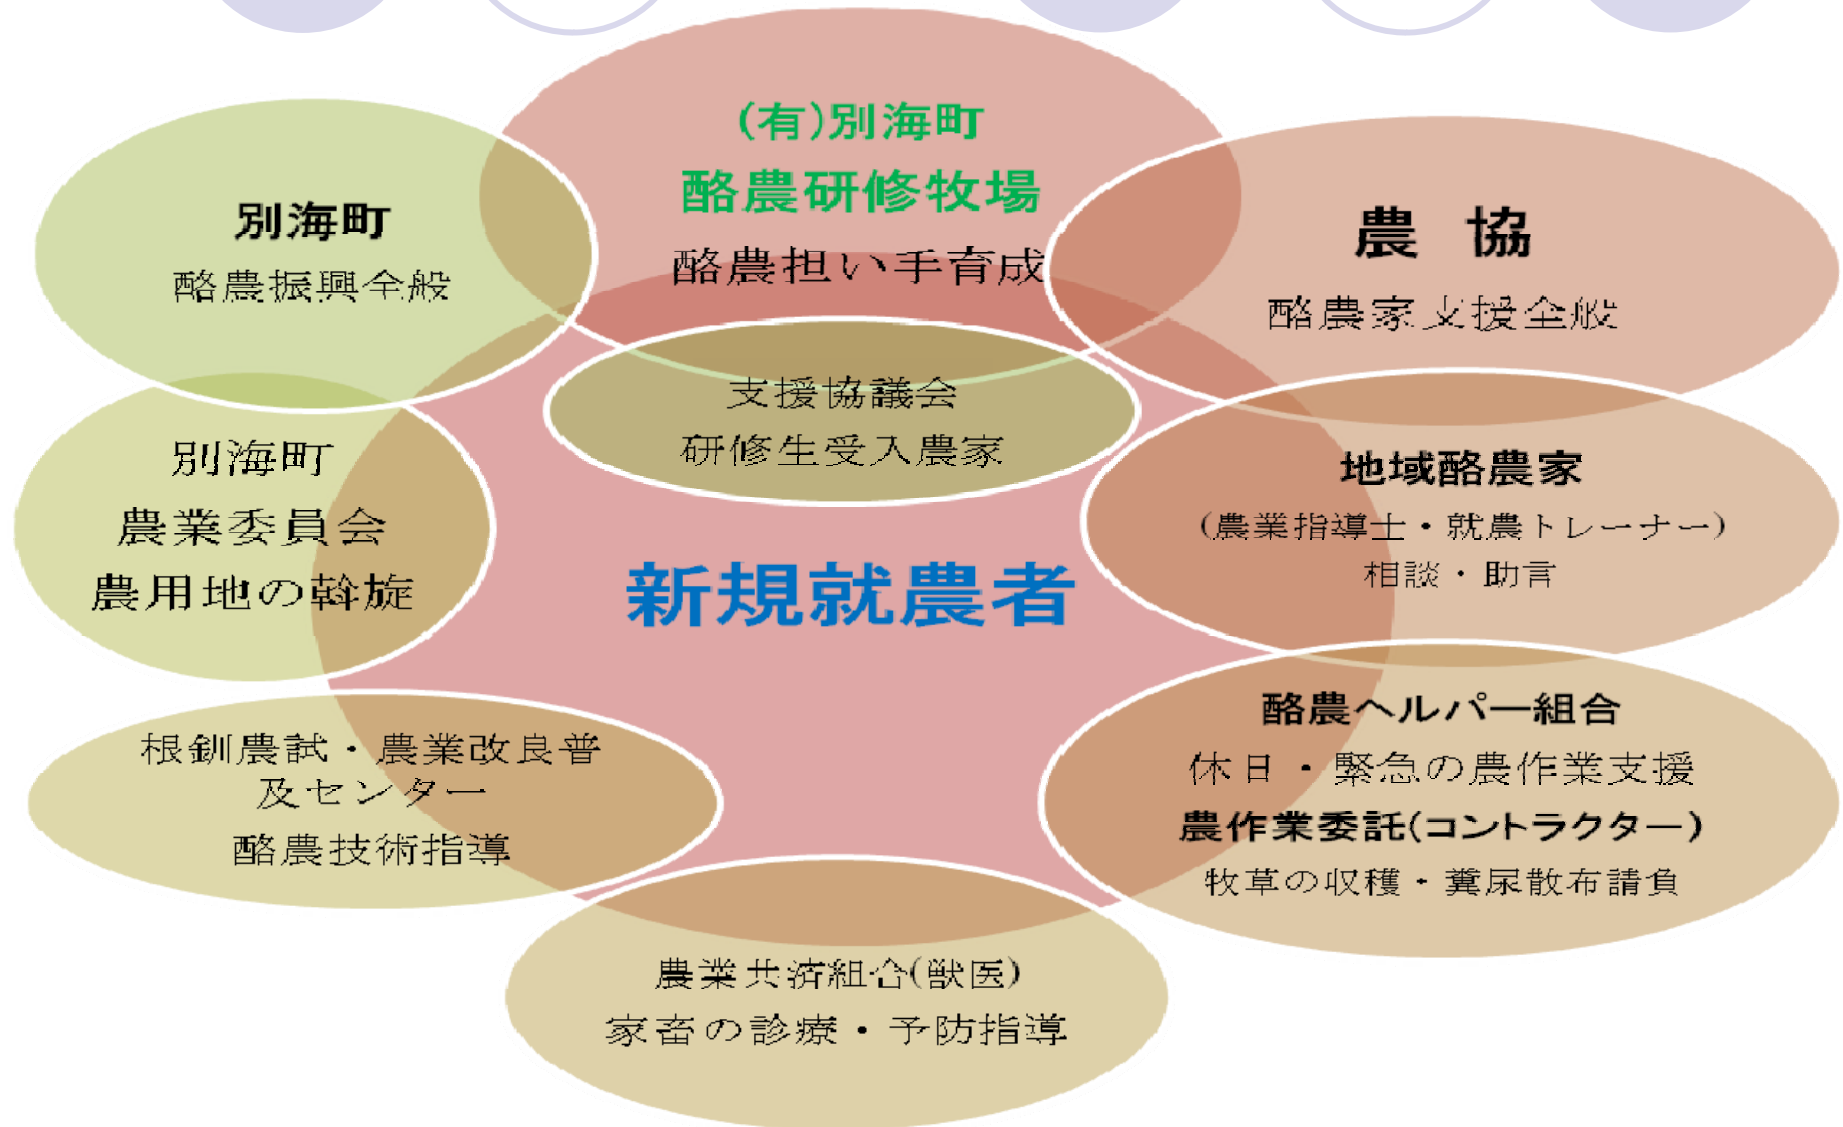 (有)別海町
酪農研修牧場
酪農担い手育成
別海町
酪農振興全般
農 協
酪農家支援全般
支援協議会
研修生受入農家
別海町
農業委員会
農用地の斡旋
地域酪農家
(農業指導士・就農トレーナー)
相談・助言
新規就農者
根釧農試・農業改良普
及センター
酪農技術指導
酪農ヘルパー組合
休日・緊急の農作業支援
農作業委託(コントラクター)
牧草の収穫・糞尿散布請負
農業共済組合(獣医)
家畜の診療・予防指導